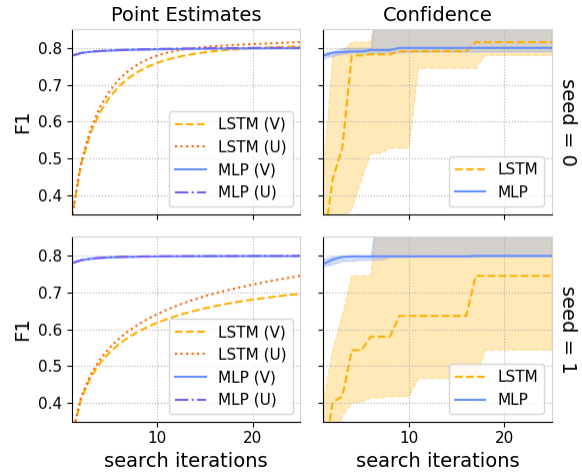 Point Estimates
Confidence
0.8
0.7
0.6
0.5
0.4
F1
LSTM (V)
LSTM (U)
MLP (V)
MLP (U)
LSTM
MLP
seed = 0
0.8
0.7
0.6
0.5
0.4
F1
LSTM (V)
LSTM (U)
MLP (V)
MLP (U)
LSTM
MLP
seed = 1
10
20
10
20
search iterations
search iterations